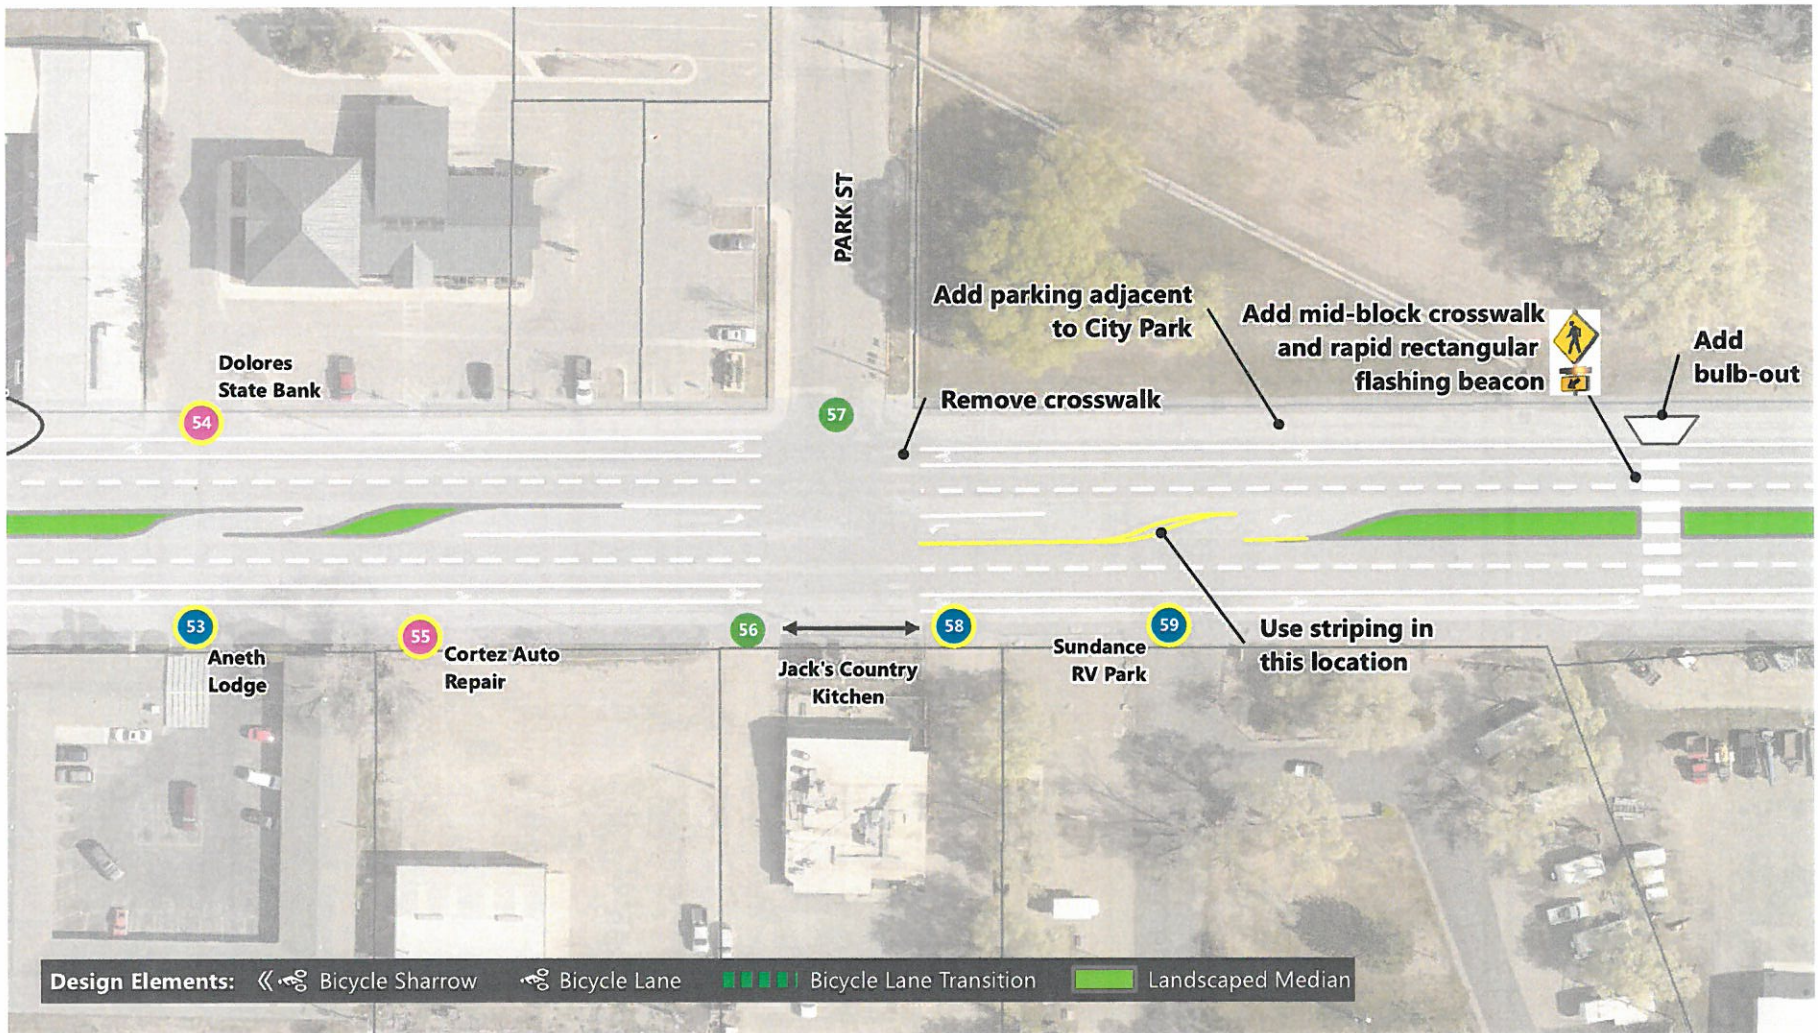 PARK ST
Add parking adjacent
to City Park
Add mid-block crosswalk
and rapid rectangular
flashing beacon
Add
bulb-out
Dolores
State Bank
54
57
Remove crosswalk
53
Aneth
Lodge
55
Cortez Auto
Repair
56
Jack's Country
Kitchen
58
Sundance
RV Park
59
Use striping in
this location
Design Elements: Bicycle Sharrow Bicycle Lane Bicycle Lane Transition Landscaped Median